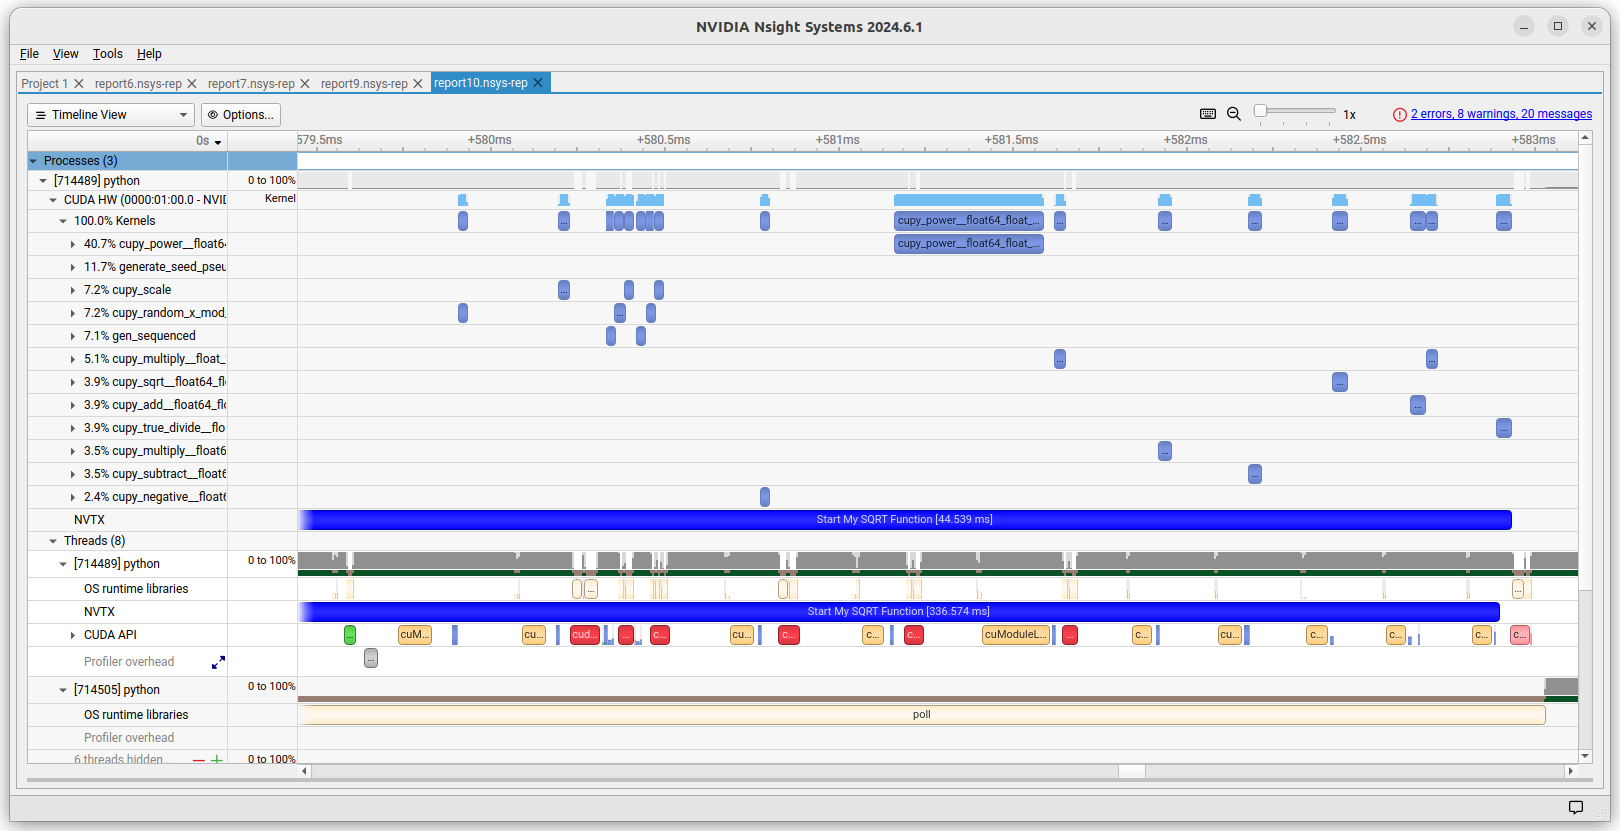 NVIDIA Nsight Systems 2024.6.1
File View Tools Help
Project 1 report6.nsys-rep report7.nsys-rep report9.nsys-rep report10.nsys-rep
Timeline View Options... 1x 2 errors, 8 warnings, 20 messages
0s 579.5ms +580ms +580.5ms +581ms +581.5ms +582ms +582.5ms +583ms
Processes (3)
[714489] python 0 to 100%
CUDA HW (0000:01:00.0 - NVID Kernel
100.0% Kernels ... cupy_power__float64_float_... ... ... ... ... ... ...
40.7% cupy_power__float64 cupy_power__float64_float_...
11.7% generate_seed_pseu
7.2% cupy_scale ...
7.2% cupy_random_x_mod_ ...
7.1% gen_sequenced
5.1% cupy_multiply__float_ ... ...
3.9% cupy_sqrt__float64_fl ...
3.9% cupy_add__float64_flo ...
3.9% cupy_true_divide__flo ...
3.5% cupy_multiply__float6 ...
3.5% cupy_subtract__float6 ...
2.4% cupy_negative__float6
NVTX Start My SQRT Function [44.539 ms]
Threads (8)
[714489] python 0 to 100%
OS runtime libraries ... ...
NVTX Start My SQRT Function [336.574 ms]
CUDA API ... cuM... cu... cud... ... c... cu... c... c... c... cuModuleL... ... c... cu... c... c... c... c...
Profiler overhead ...
[714505] python 0 to 100%
OS runtime libraries poll
Profiler overhead
6 threads hidden... 0 to 100%